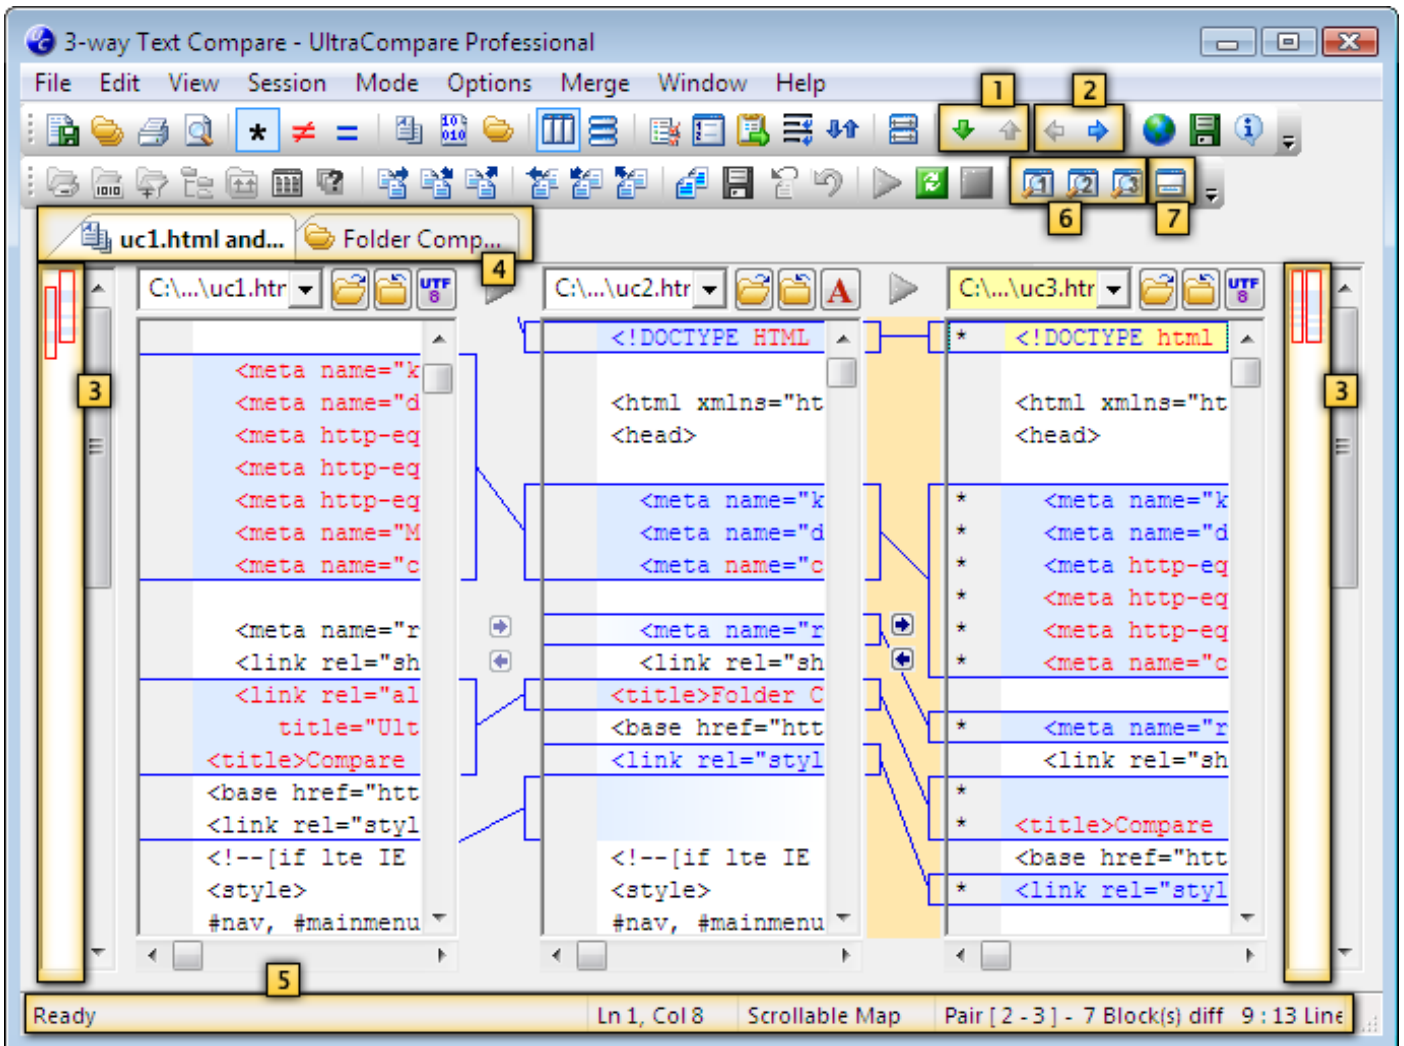 3-way Text Compare - UltraCompare Professional
File Edit View Session Mode Options Merge Window Help
1 2
* ≠ =
6 7
uc1.html and... Folder Comp...
4
C:\...\uc1.htr UTF 8 C:\...\uc2.htr A C:\...\uc3.htr UTF 8
<!DOCTYPE HTML * <!DOCTYPE html
<meta name="k
3 <meta name="d <html xmlns="ht <html xmlns="ht 3
<meta http-eq <head> <head>
<meta http-eq
<meta http-eq <meta name="k * <meta name="k
<meta name="M <meta name="d * <meta name="d
<meta name="c <meta name="c * <meta http-eq
* <meta http-eq
<meta name="r <meta name="r * <meta http-eq
<link rel="sh <link rel="sh * <meta name="c
<link rel="al <title>Folder C
title="Ult <base href="htt * <meta name="r
<title>Compare <link rel="styl <link rel="sh
<base href="htt *
<link rel="styl * <title>Compare
<!--[if lte IE <!--[if lte IE <base href="htt
<style> <style> * <link rel="styl
#nav, #mainmenu #nav, #mainmenu
5
Ready Ln 1, Col 8 Scrollable Map Pair [ 2 - 3 ] - 7 Block(s) diff 9 : 13 Line